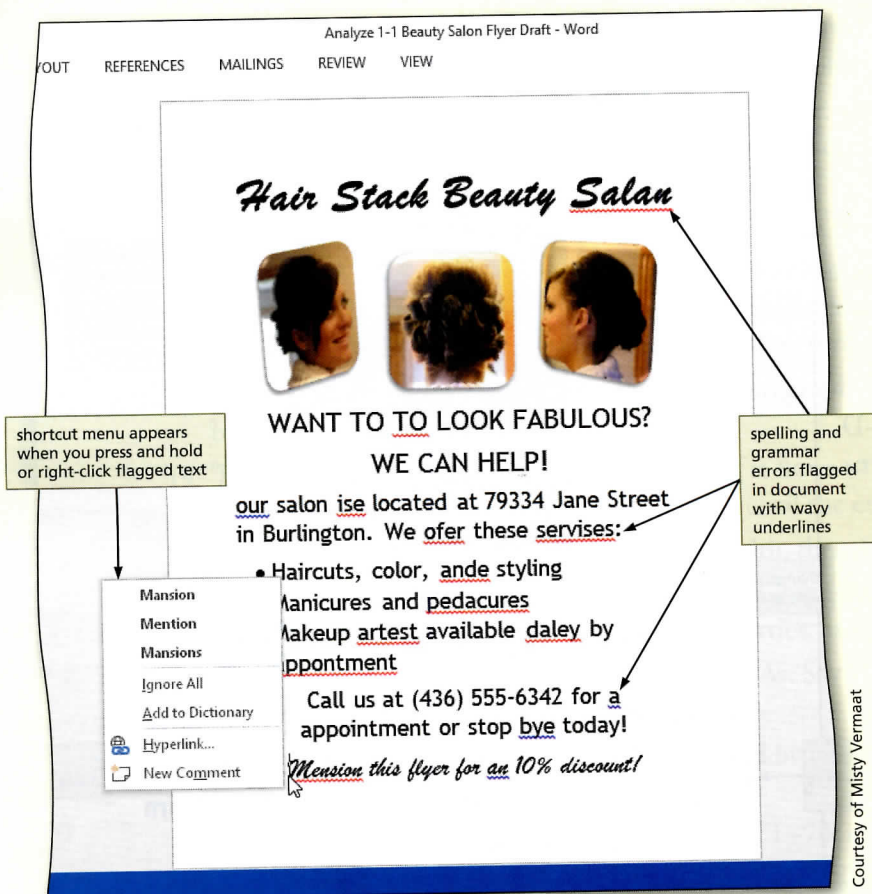 Analyze 1-1 Beauty Salon Flyer Draft - Word
YOUT REFERENCES MAILINGS REVIEW VIEW
Hair Stack Beauty Salan
WANT TO TO LOOK FABULOUS?
WE CAN HELP!
our salon ise located at 79334 Jane Street
in Burlington. We ofer these servises:
• Haircuts, color, ande styling
Manicures and pedacures
Makeup artest available daley by
appontment
Call us at (436) 555-6342 for a
appointment or stop bye today!
Mension this flyer for an 10% discount!
shortcut menu appears
when you press and hold
or right-click flagged text
Mansion
Mention
Mansions
Ignore All
Add to Dictionary
Hyperlink...
New Comment
spelling and
grammar
errors flagged
in document
with wavy
underlines
Courtesy of Misty Vermaat